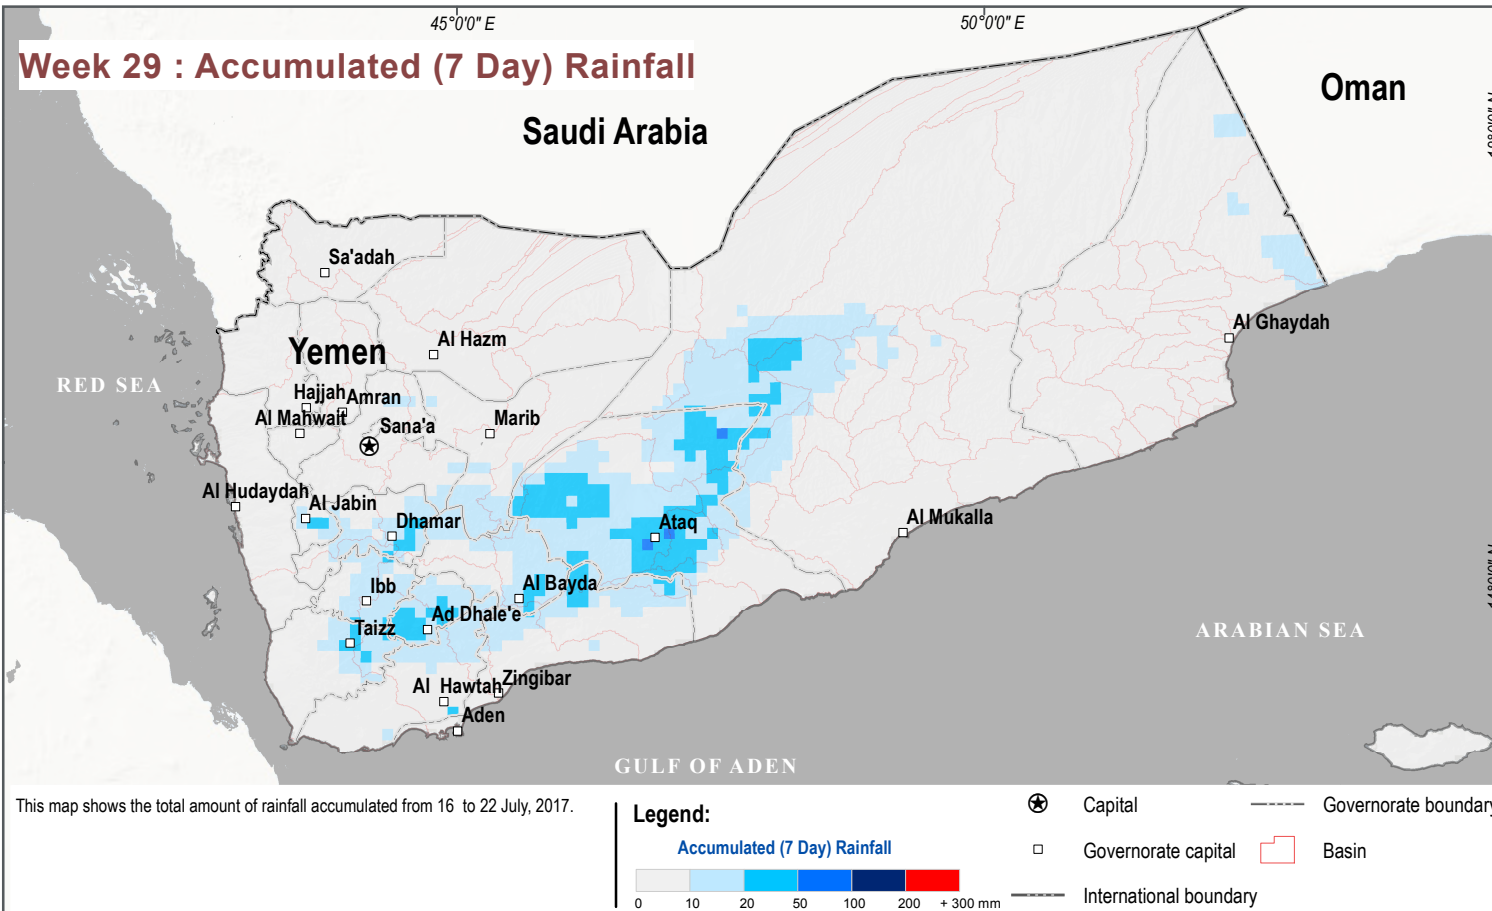 45°0'0" E
50°0'0" E
Week 29 : Accumulated (7 Day) Rainfall
Oman
Saudi Arabia
Sa'adah
Al Ghaydah
Yemen
Al Hazm
RED SEA
Hajjah
Amran
Al Mahwait
Sana'a
Marib
Al Hudaydah
Al Jabin
Dhamar
Ataq
Al Mukalla
Ibb
Al Bayda
Ad Dhale'e
Taizz
ARABIAN SEA
Al Hawtah
Zingibar
Aden
GULF OF ADEN
This map shows the total amount of rainfall accumulated from 16 to 22 July, 2017.
Legend:
Accumulated (7 Day) Rainfall
0 10 20 50 100 200 + 300 mm
Capital
Governorate capital
International boundary
Governorate boundary
Basin